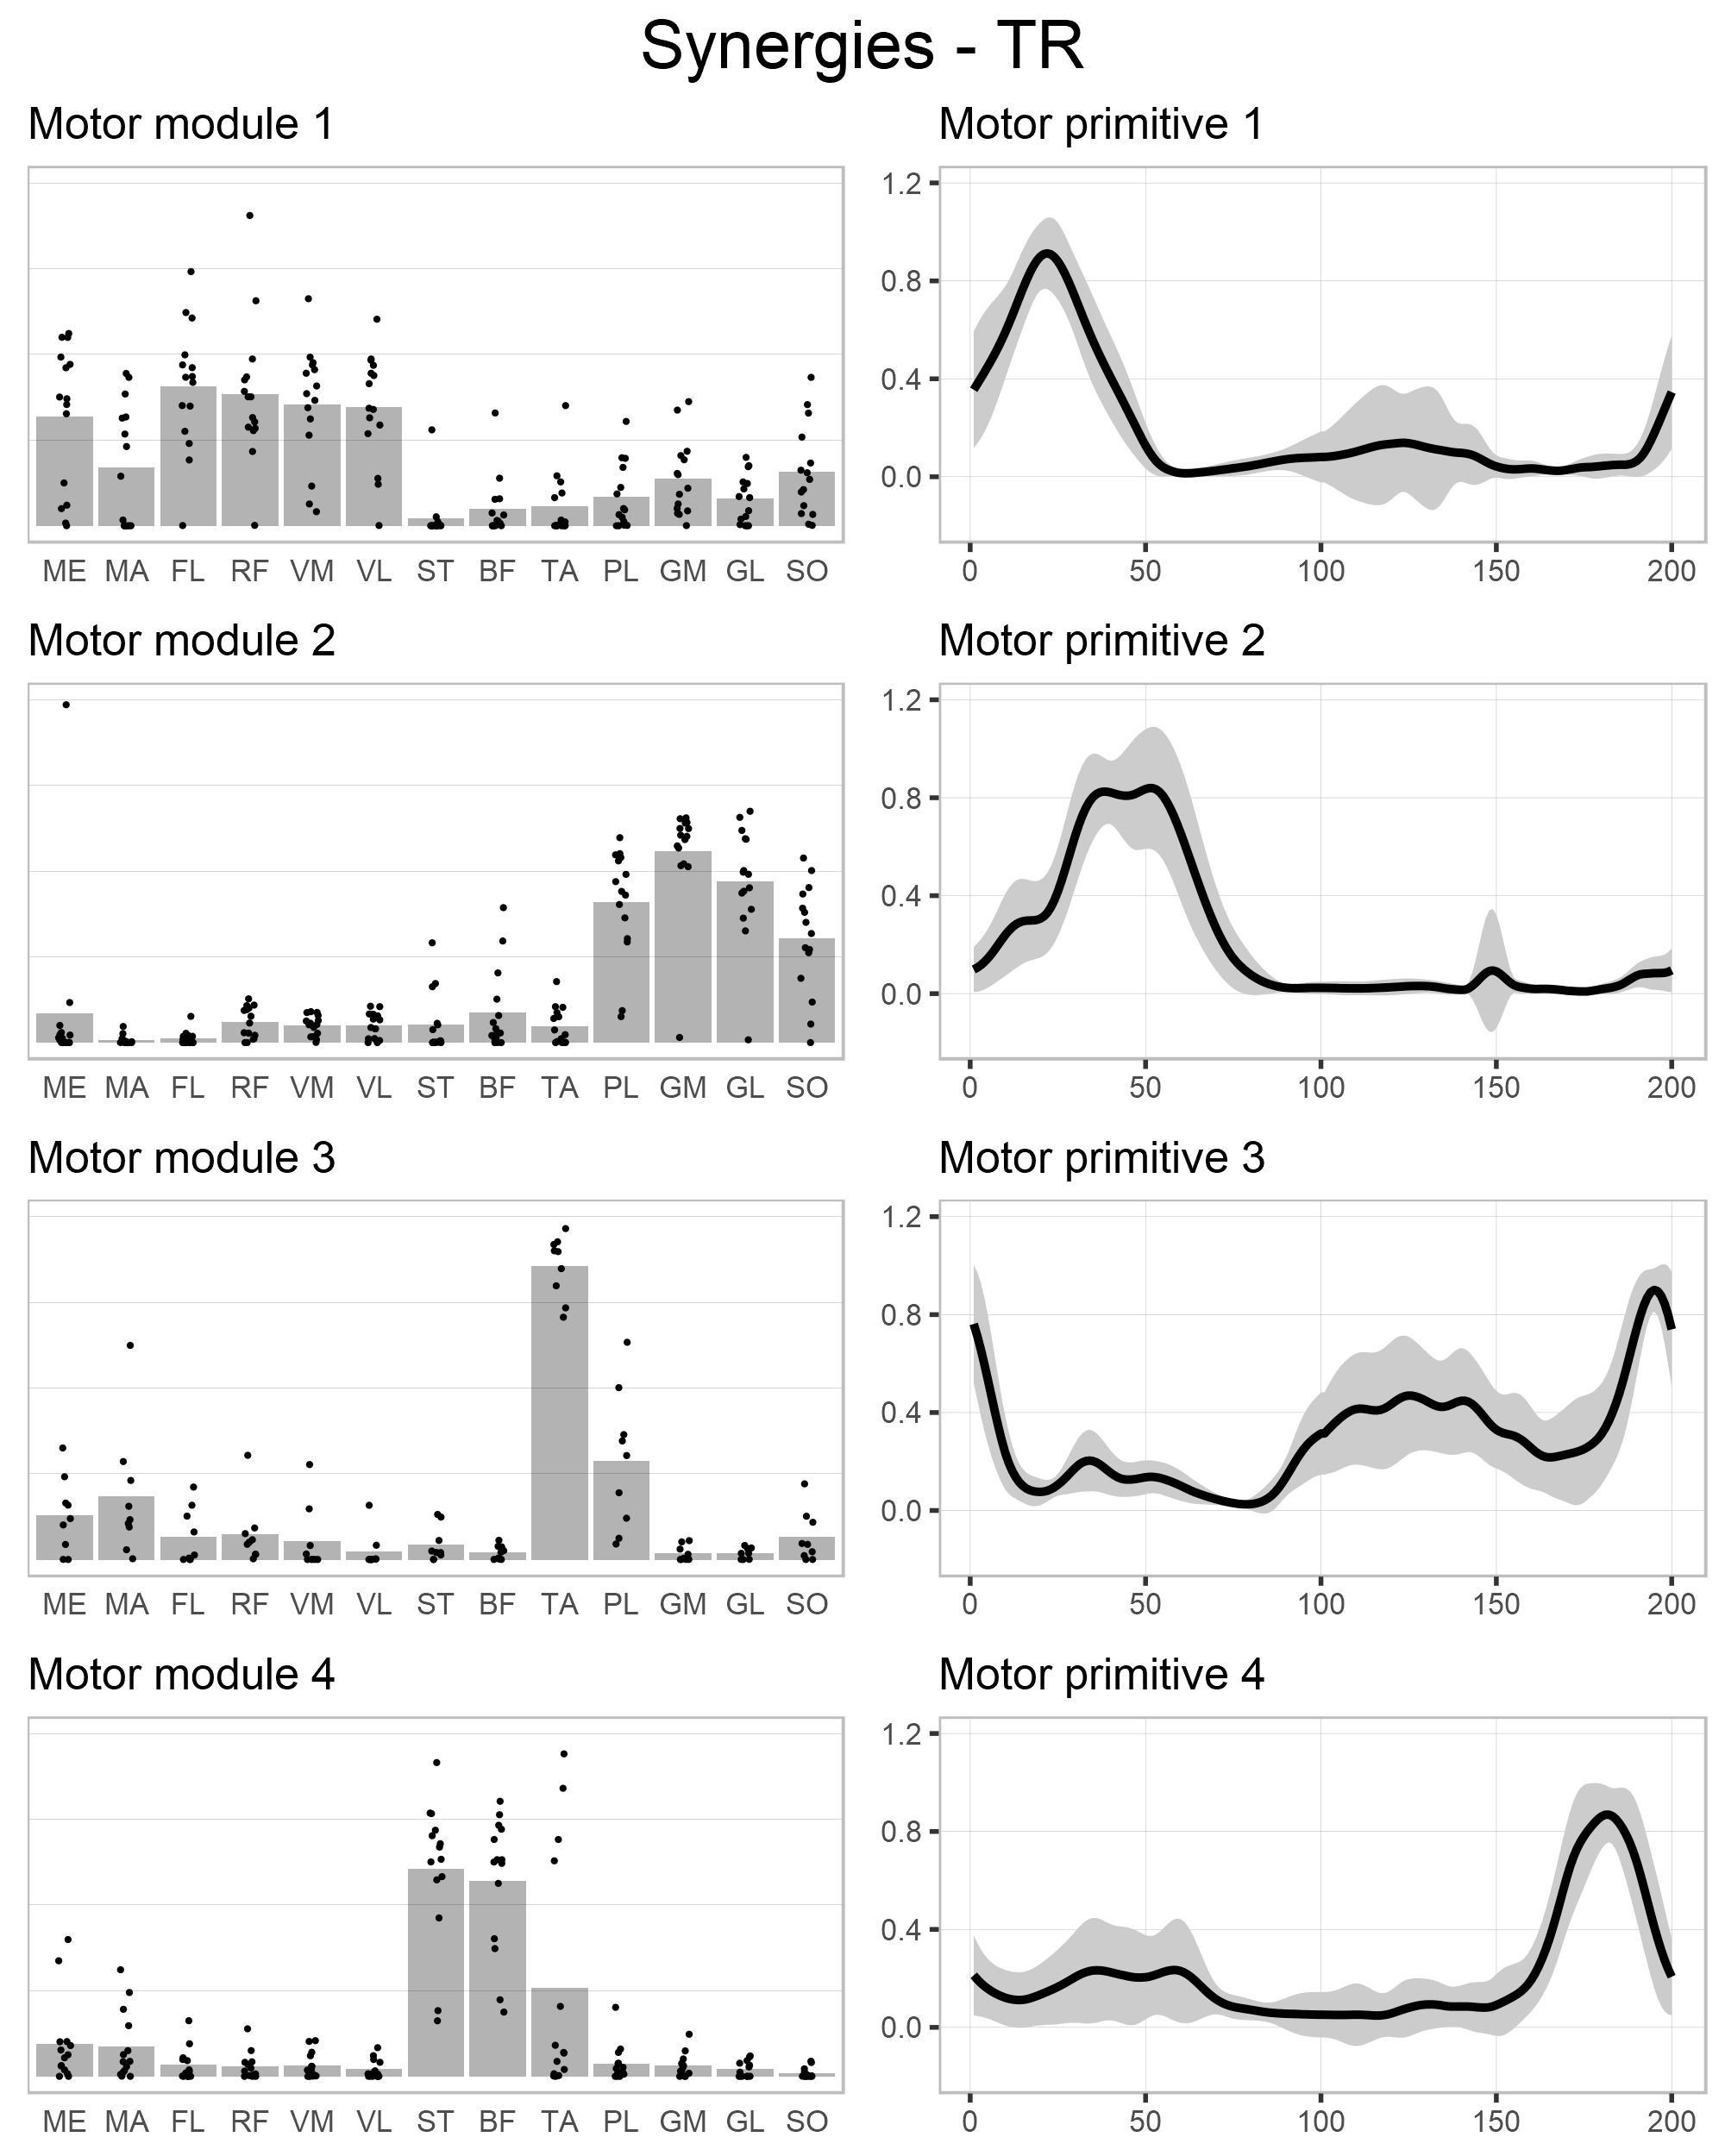 Synergies - TR
Motor module 1
Motor primitive 1
1.2
0.8
0.4
0.0
ME MA FL RF VM VL ST BF TA PL GM GL SO
0 50 100 150 200
Motor module 2
Motor primitive 2
1.2
0.8
0.4
0.0
ME MA FL RF VM VL ST BF TA PL GM GL SO
0 50 100 150 200
Motor module 3
Motor primitive 3
1.2
0.8
0.4
0.0
ME MA FL RF VM VL ST BF TA PL GM GL SO
0 50 100 150 200
Motor module 4
Motor primitive 4
1.2
0.8
0.4
0.0
ME MA FL RF VM VL ST BF TA PL GM GL SO
0 50 100 150 200